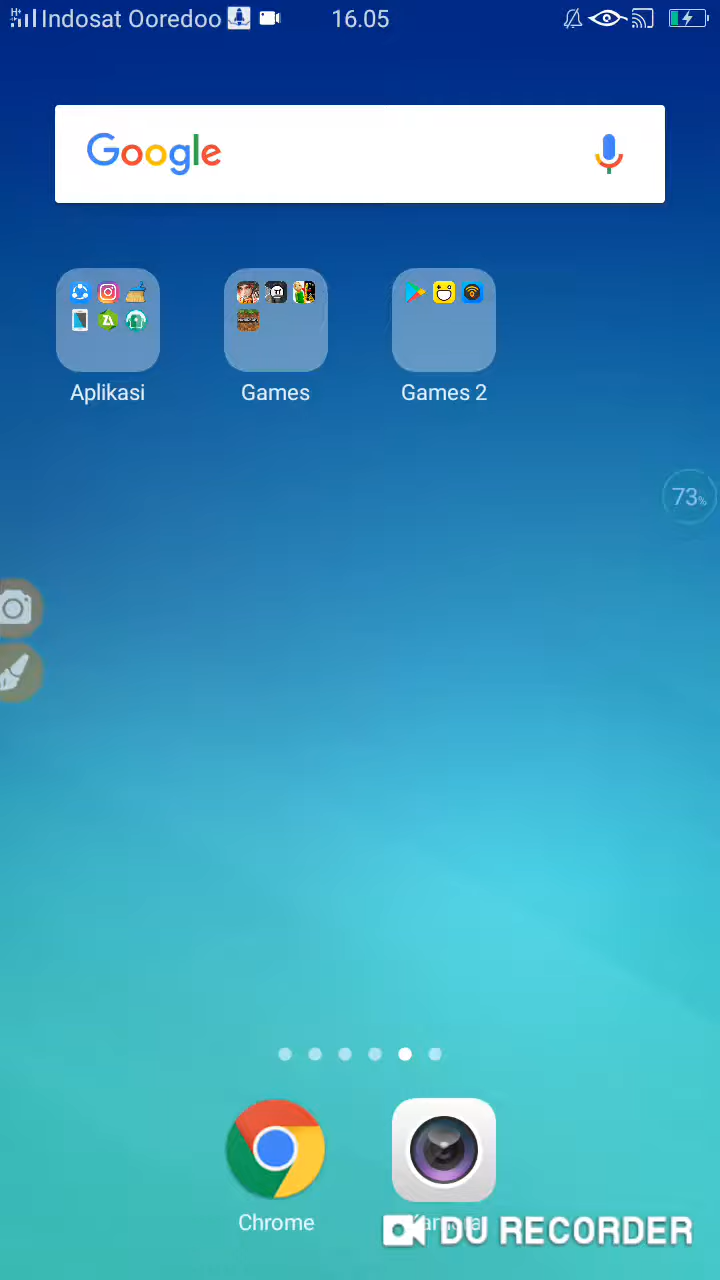 Indosat Ooredoo 16.05
Google
Aplikasi Games Games 2
73%
Chrome
DU RECORDER